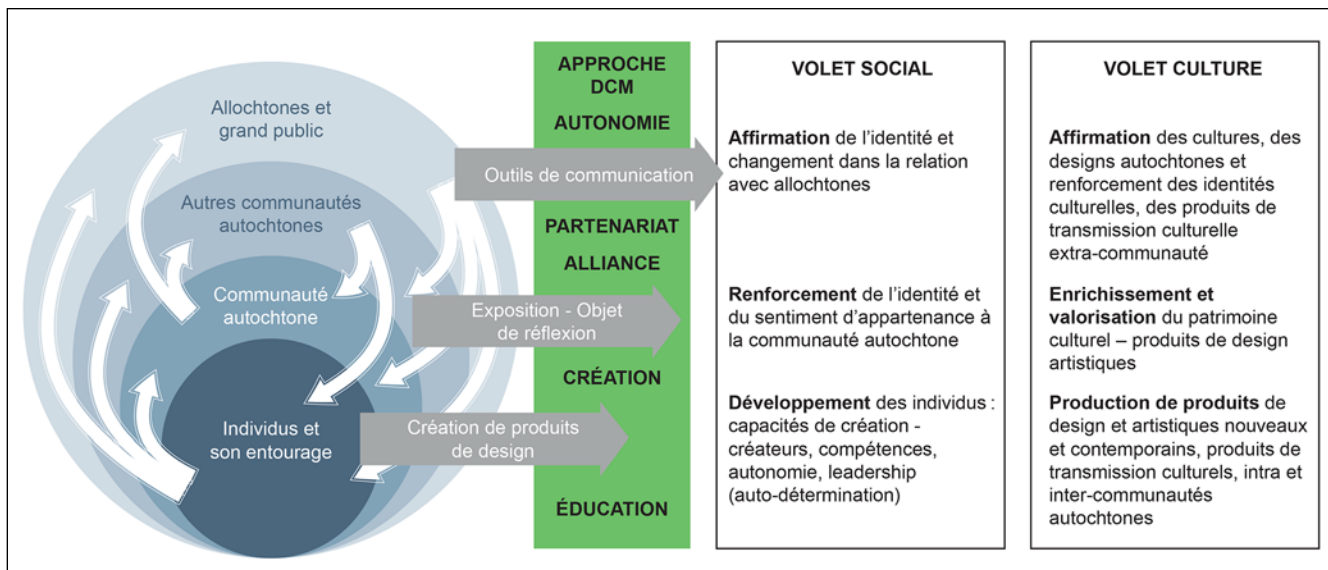 Allochtones et
grand public
Autres communautés
autochtones
Communauté
autochtone
Individus et
son entourage
Outils de communication
Exposition - Objet
de réflexion
Création de produits
de design
APPROCHE
DCM
AUTONOMIE
PARTENARIAT
ALLIANCE
CRÉATION
ÉDUCATION
VOLET SOCIAL
Affirmation de l’identité et
changement dans la relation
avec allochtones
Renforcement de l’identité et
du sentiment d’appartenance à
la communauté autochtone
Développement des individus :
capacités de création -
créateurs, compétences,
autonomie, leadership
(auto-détermination)
VOLET CULTURE
Affirmation des cultures, des
designs autochtones et
renforcement des identités
culturelles, des produits de
transmission culturelle
extra-communauté
Enrichissement et
valorisation du patrimoine
culturel – produits de design
artistiques
Production de produits de
design et artistiques nouveaux
et contemporains, produits de
transmission culturels, intra et
inter-communautés
autochtones